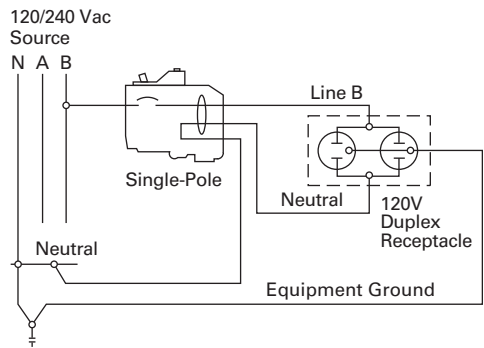 120/240 Vac
Source
N A B
Line B
Single-Pole
Neutral
120V
Duplex
Receptacle
Neutral
Equipment Ground